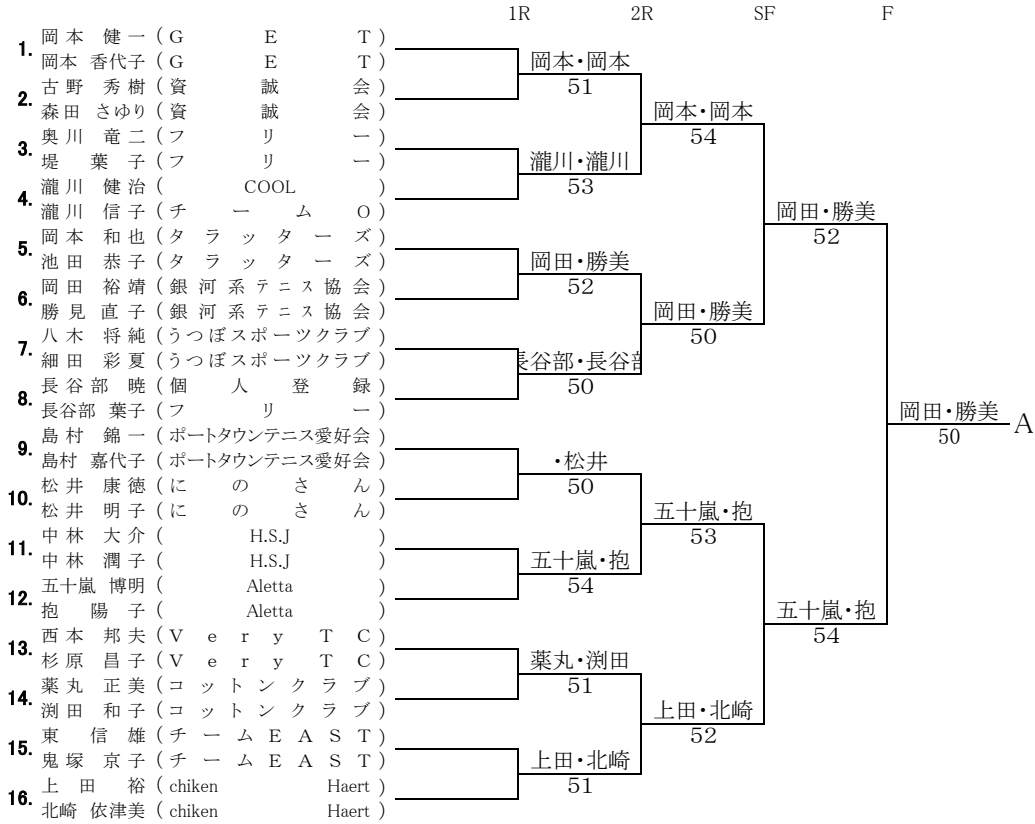 1R 2R SF F
1. 岡本 健一 ( G E T )
岡本 香代子 ( G E T )
2. 古野 秀樹 ( 資 誠 会 )
森田 さゆり ( 資 誠 会 )
3. 奥川 竜二 ( フ リ ー )
堤 葉子 ( フ リ ー )
4. 瀧川 健治 ( COOL )
瀧川 信子 ( チ ー ム O )
5. 岡本 和也 ( タ ラ ッ タ ー ズ )
池田 恭子 ( タ ラ ッ タ ー ズ )
6. 岡田 裕靖 ( 銀河系テニス協会 )
勝見 直子 ( 銀河系テニス協会 )
7. 八木 将純 ( うつぼスポーツクラブ )
細田 彩夏 ( うつぼスポーツクラブ )
8. 長谷部 暁 ( 個 人 登 録 )
長谷部 葉子 ( フ リ ー )
9. 島村 錦一 ( ポートタウンテニス愛好会 )
島村 嘉代子 ( ポートタウンテニス愛好会 )
10. 松井 康徳 ( に の さ ん )
松井 明子 ( に の さ ん )
11. 中林 大介 ( H.S.J )
中林 潤子 ( H.S.J )
12. 五十嵐 博明 ( Aletta )
抱 陽子 ( Aletta )
13. 西本 邦夫 ( V e r y T C )
杉原 昌子 ( V e r y T C )
14. 薬丸 正美 ( コ ッ ト ン ク ラ ブ )
渕田 和子 ( コ ッ ト ン ク ラ ブ )
15. 東 信雄 ( チ ー ム E A S T )
鬼塚 京子 ( チ ー ム E A S T )
16. 上田 裕 ( chiken Haert )
北崎 依津美 ( chiken Haert )
岡本・岡本
51
瀧川・瀧川
53
岡田・勝美
52
長谷部・長谷部
50
・松井
50
五十嵐・抱
54
薬丸・渕田
51
上田・北崎
51
岡本・岡本
54
岡田・勝美
50
五十嵐・抱
53
上田・北崎
52
岡田・勝美
52
五十嵐・抱
54
岡田・勝美
50
A